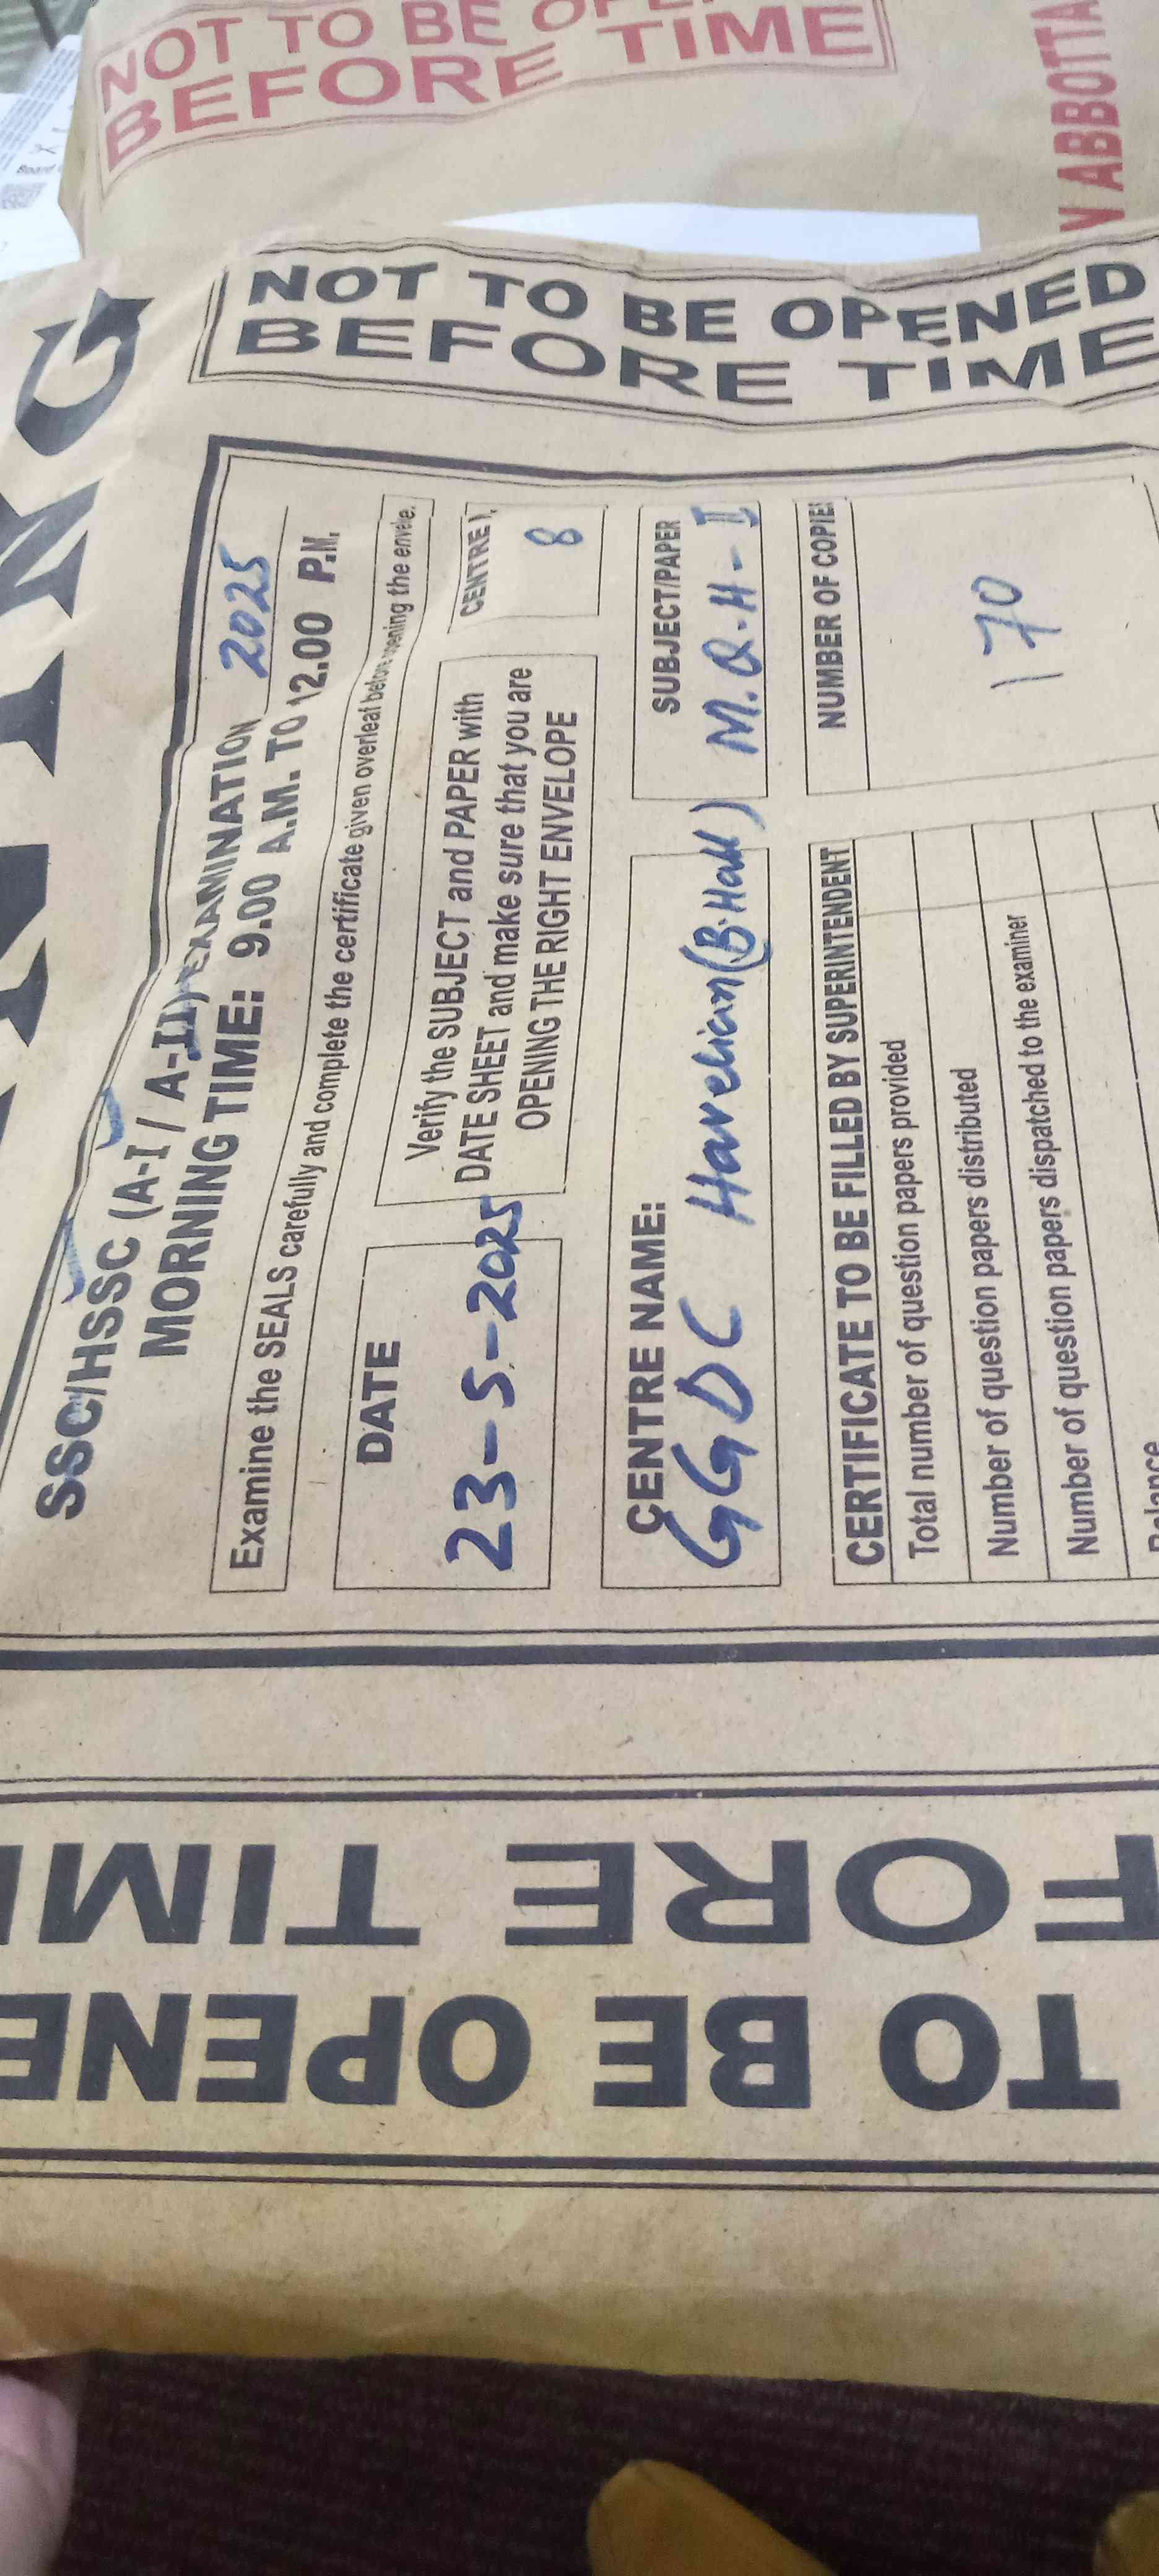 NOT TO BE
BEFORE TIME
ABBOTTA
NOT TO BE OPENED
BEFORE TIME
SSC/HSSC (A-I / A-II) EXAMINATION 2025
MORNING TIME: 9.00 A.M. TO 12.00 P.M.
Examine the SEALS carefully and complete the certificate given overleaf before opening the
DATE
23-5-2025
Verify the SUBJECT and PAPER with
DATE SHEET and make sure that you are
OPENING THE RIGHT ENVELOPE
CENTRE
8
CENTRE NAME:
GGDC Havelian (B.Hall)
SUBJECT/PAPER
M.Q.H-II
CERTIFICATE TO BE FILLED BY SUPERINTENDENT
Total number of question papers provided
Number of question papers distributed
Number of question papers dispatched to the examiner
Balance
NUMBER OF COPIES
170
TO BE OPENE
FORE TIM